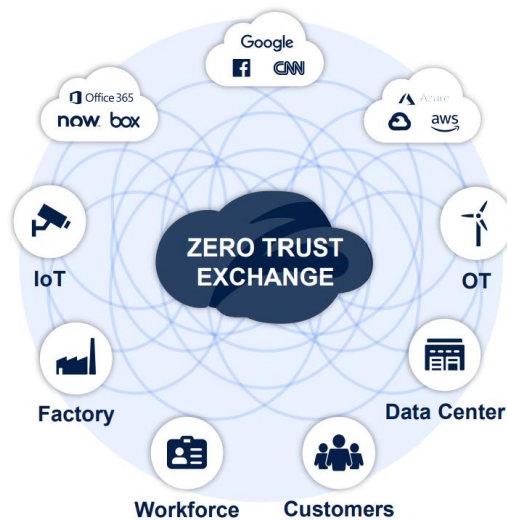 Google
f CNN
Office 365
now. box
Azure
aws
ZERO TRUST
EXCHANGE
IoT
OT
Factory
Data Center
Workforce
Customers